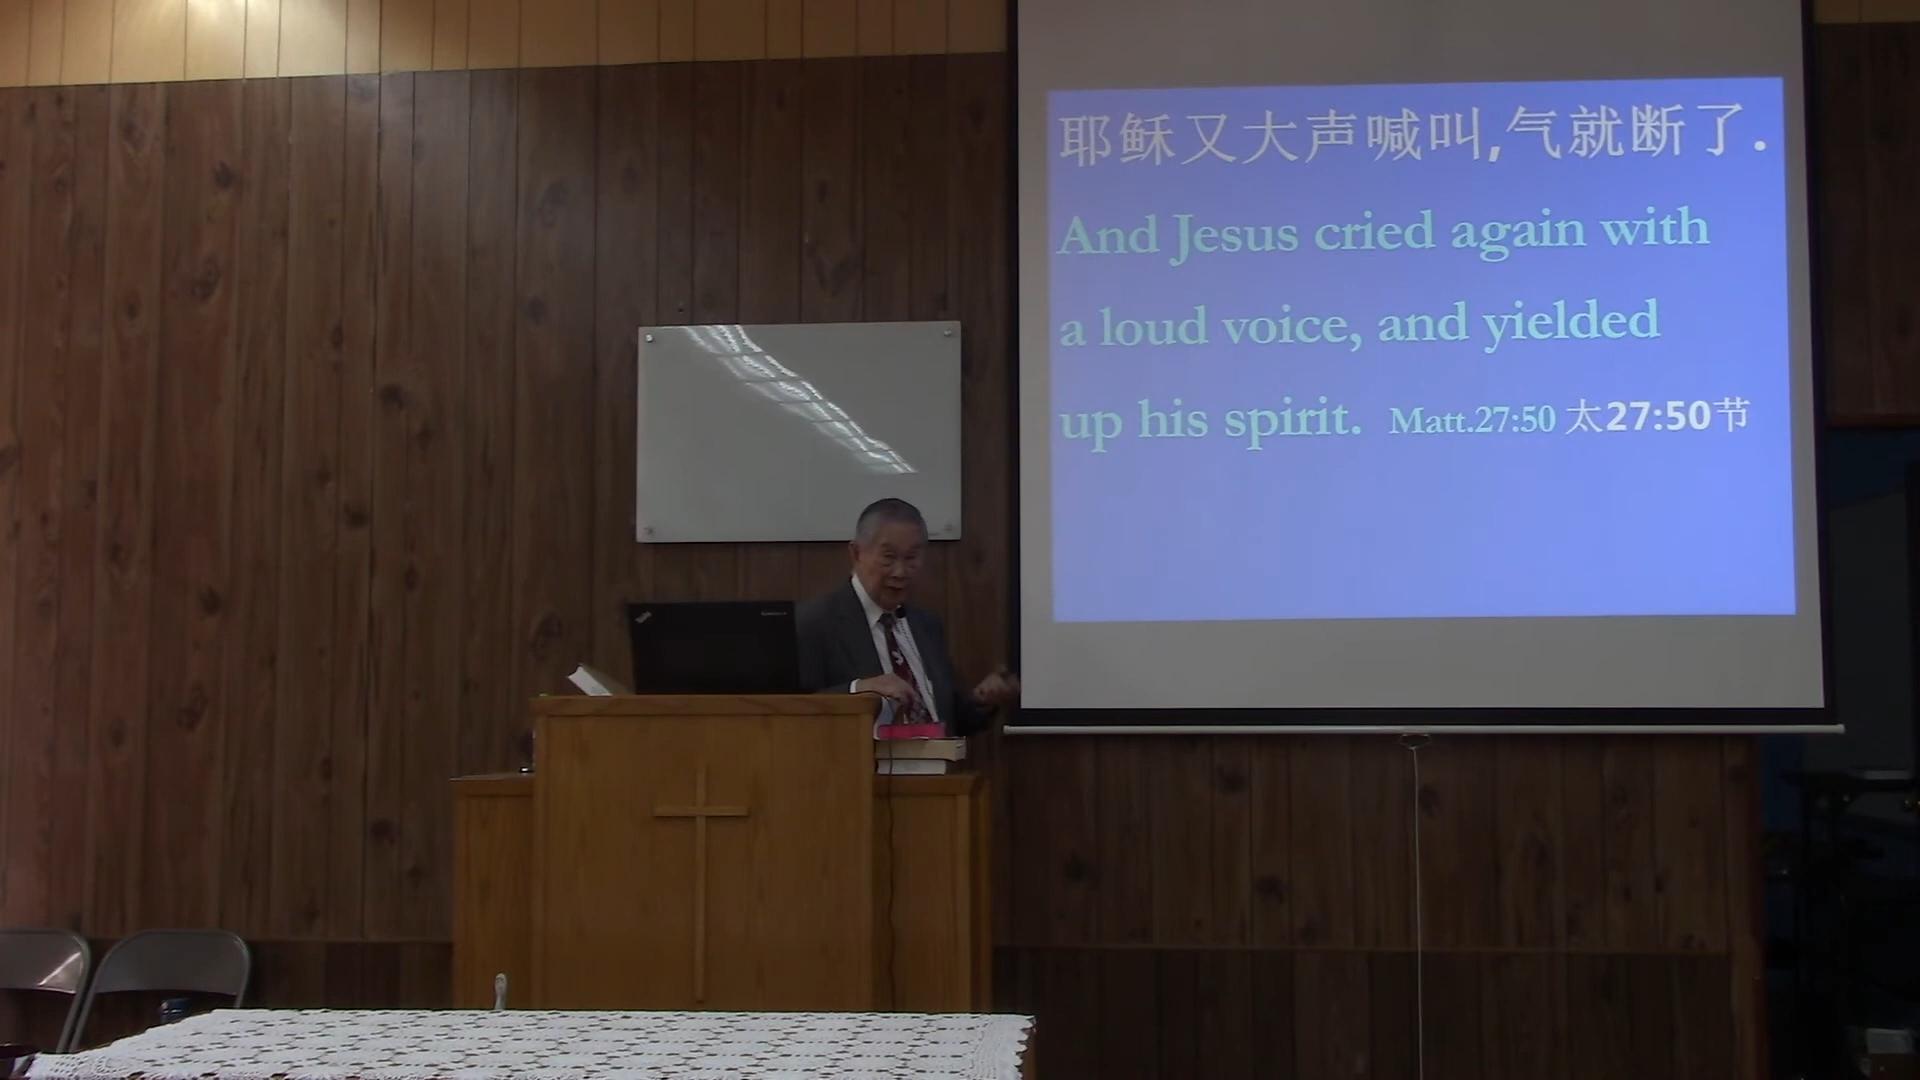 耶稣又大声喊叫,气就断了.
And Jesus cried again with
a loud voice, and yielded
up his spirit. Matt.27:50 太27:50节